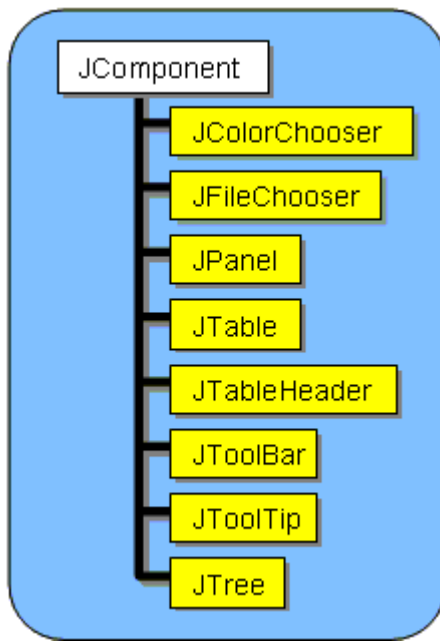 JComponent
JColorChooser
JFileChooser
JPanel
JTable
JTableHeader
JToolBar
JToolTip
JTree